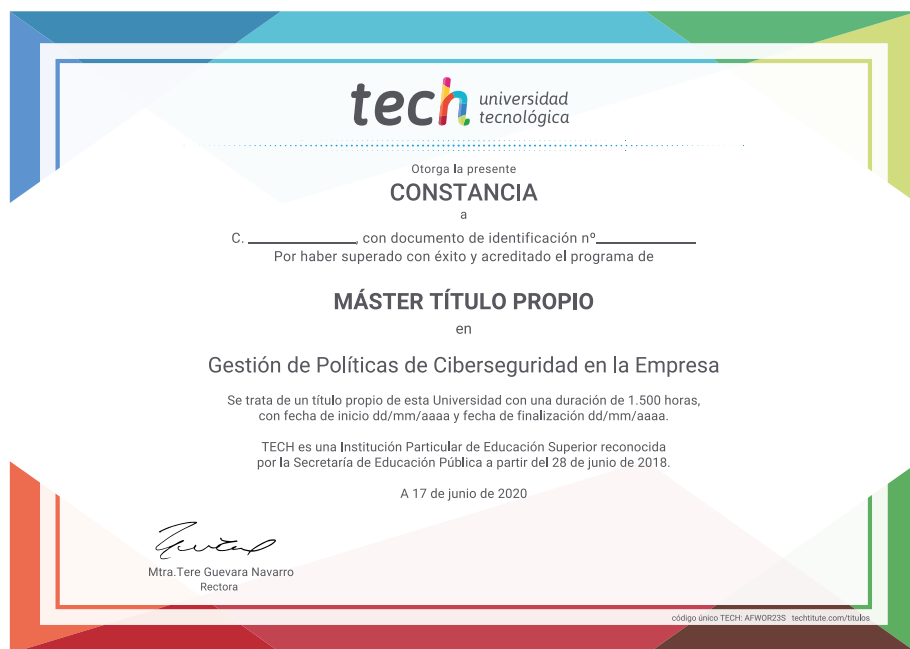 tech universidad
tecnológica
Otorga la presente
CONSTANCIA
a
C. ____________, con documento de identificación nº___________
Por haber superado con éxito y acreditado el programa de
MÁSTER TÍTULO PROPIO
en
Gestión de Políticas de Ciberseguridad en la Empresa
Se trata de un título propio de esta Universidad con una duración de 1.500 horas,
con fecha de inicio dd/mm/aaaa y fecha de finalización dd/mm/aaaa.
TECH es una Institución Particular de Educación Superior reconocida
por la Secretaría de Educación Pública a partir del 28 de junio de 2018.
A 17 de junio de 2020
Mtra.Tere Guevara Navarro
Rectora
código único TECH: AFWOR23S techtitute.com/titulos